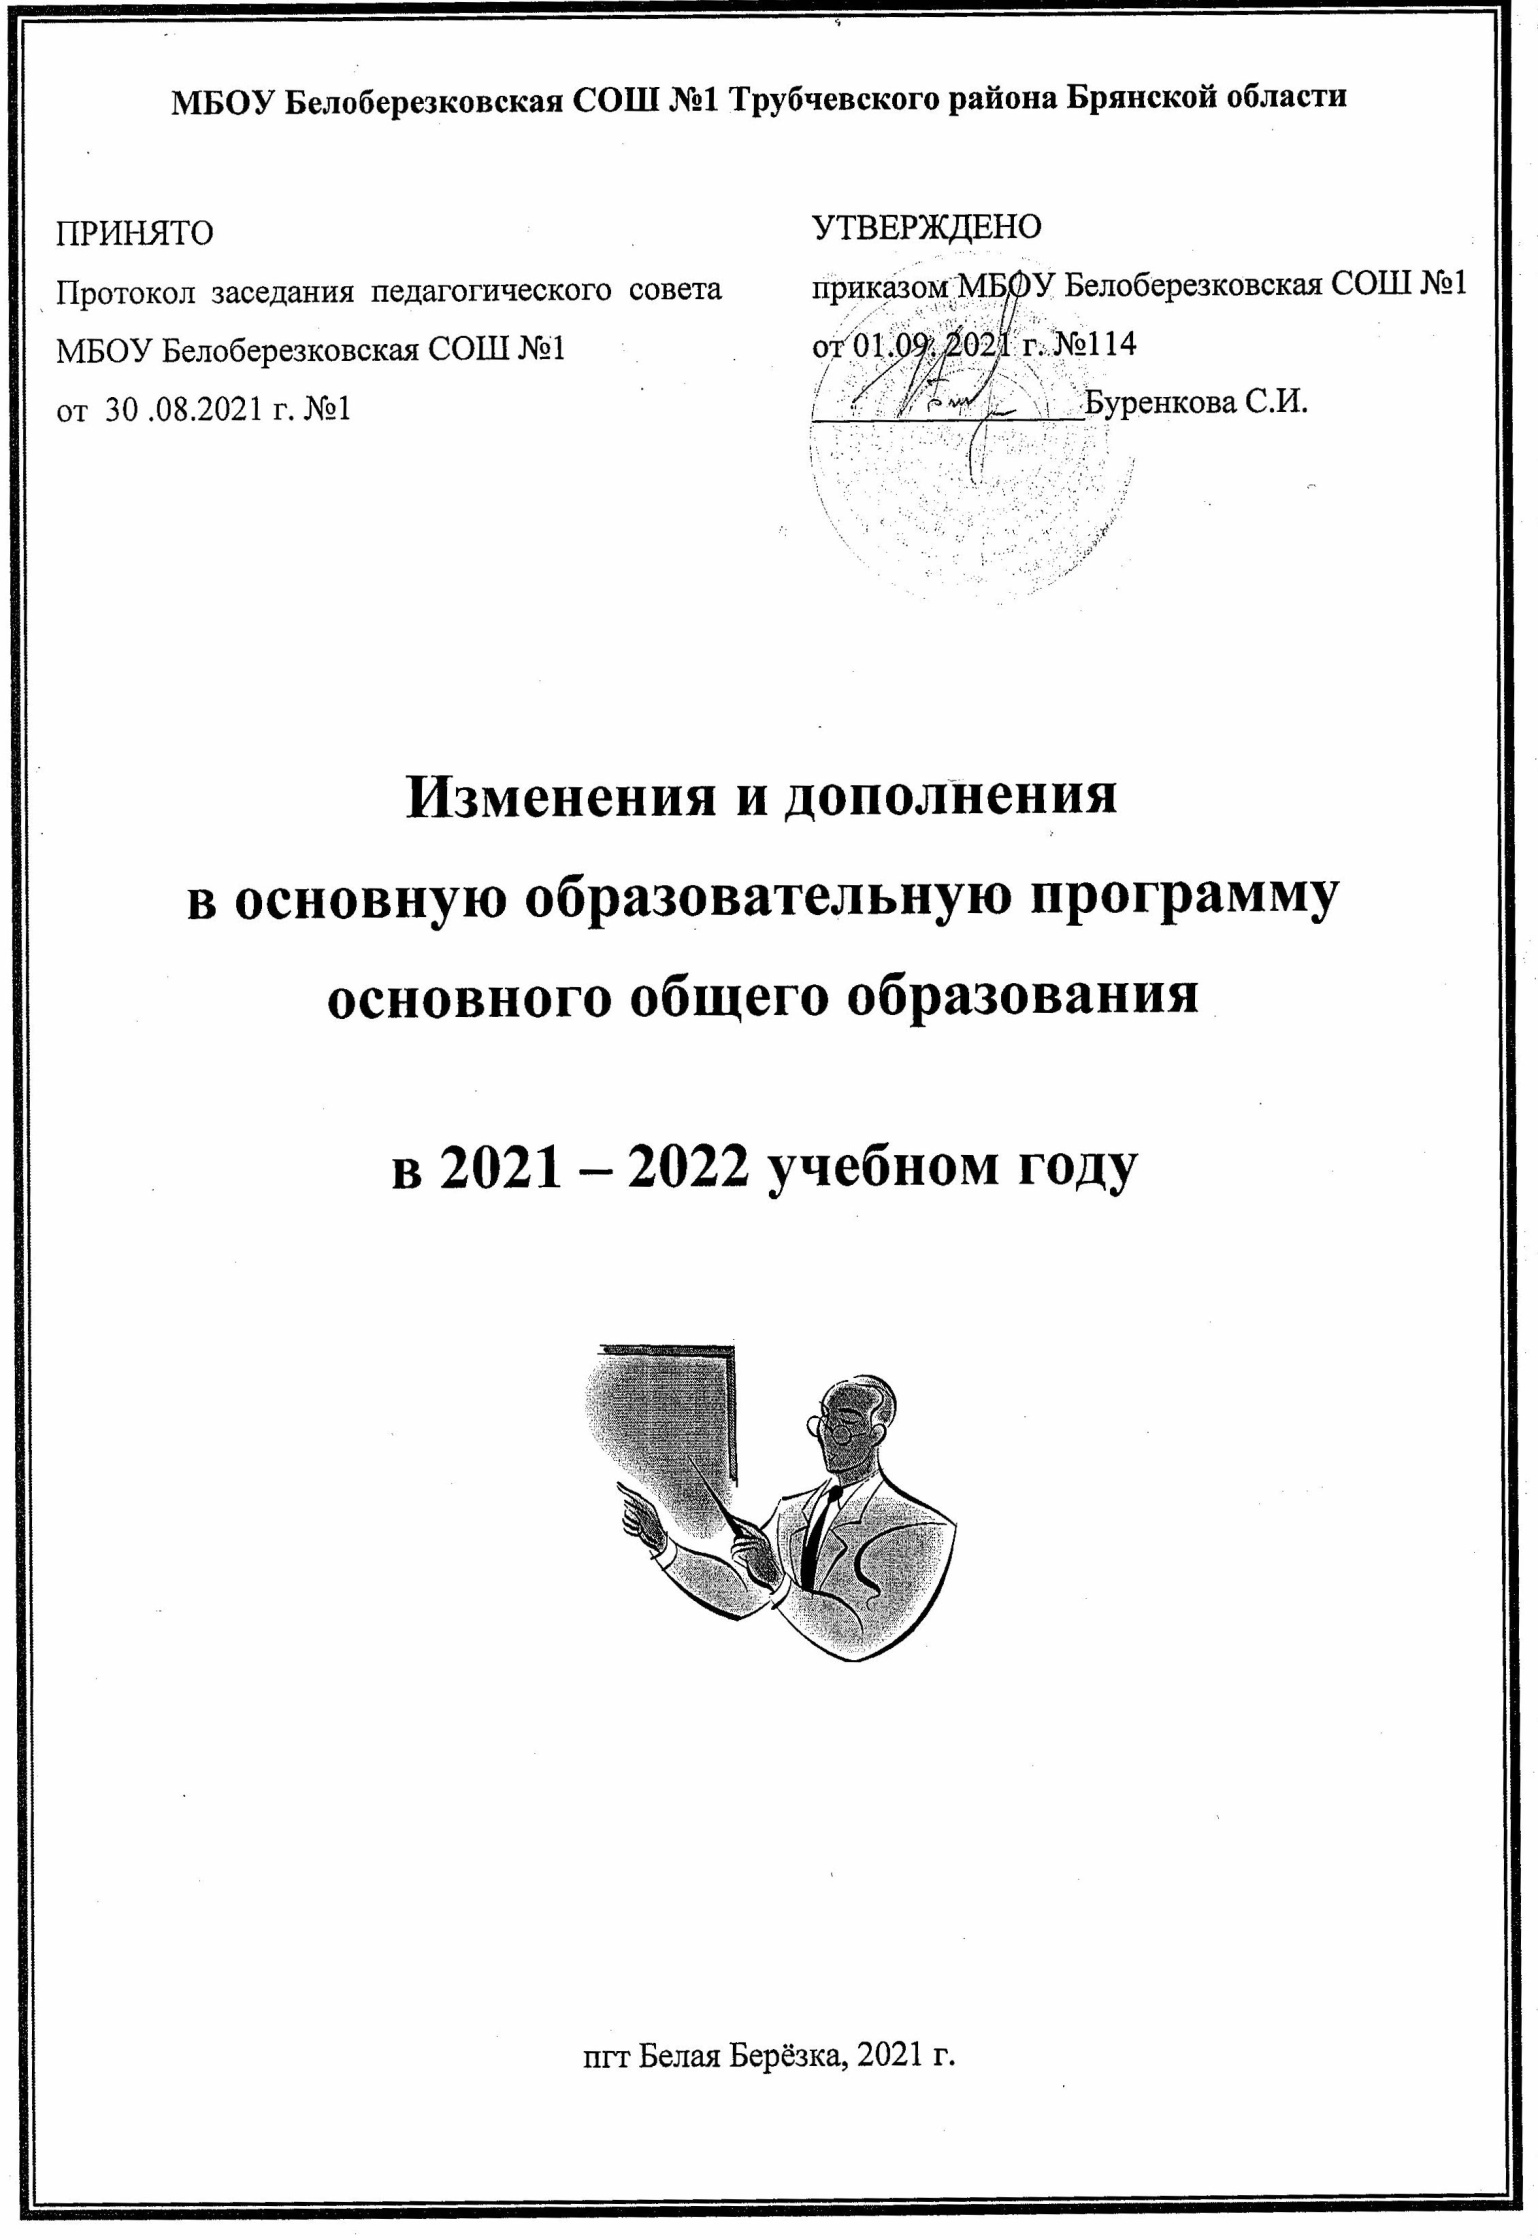 МБОУ Белоберезковская СОШ №1 Трубчевского района Брянской области
ПРИНЯТО
Протокол заседания педагогического совета
МБОУ Белоберезковская СОШ №1
от 30 .08.2021 г. №1
УТВЕРЖДЕНО
приказом МБОУ Белоберезковская СОШ №1
от 01.09. 2021 г. №114
Буренкова С.И.
Изменения и дополнения
в основную образовательную программу
основного общего образования
в 2021 – 2022 учебном году
пгт Белая Берёзка, 2021 г.